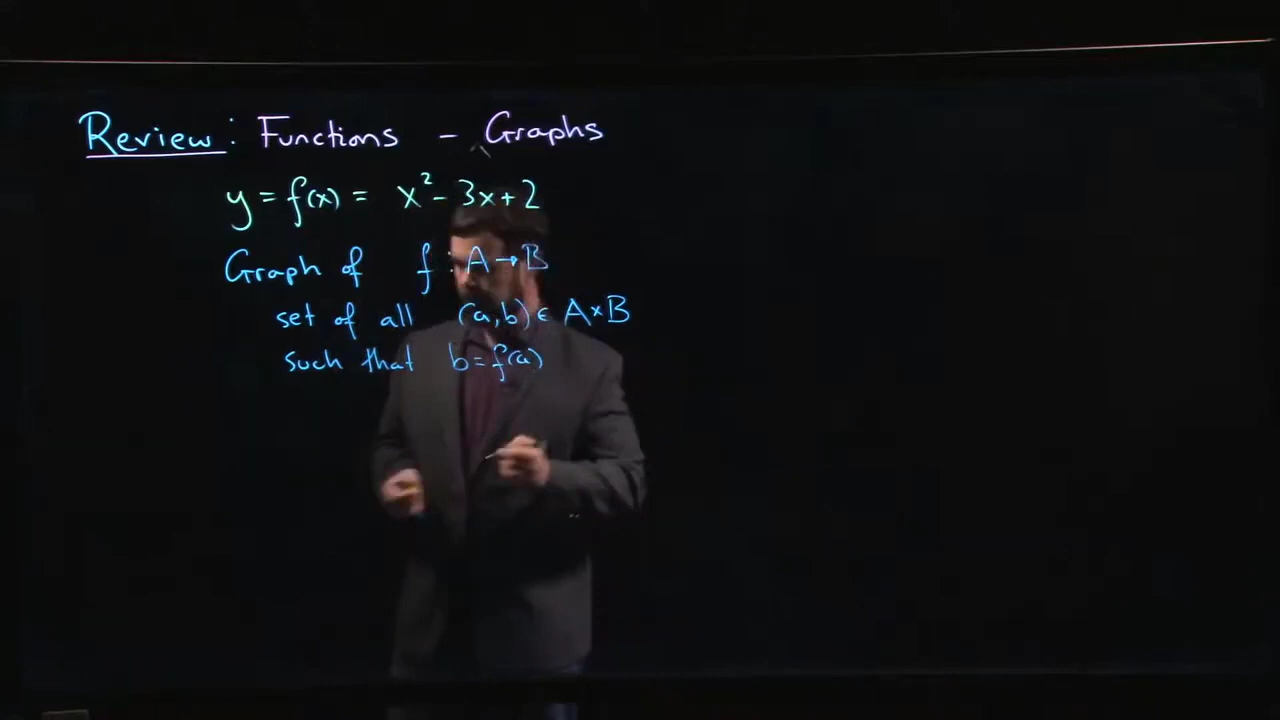 Review: Functions - Graphs
y = f(x) = x² - 3x + 2
Graph of f: A → B
set of all (a,b) ∈ A×B
such that b = f(a)